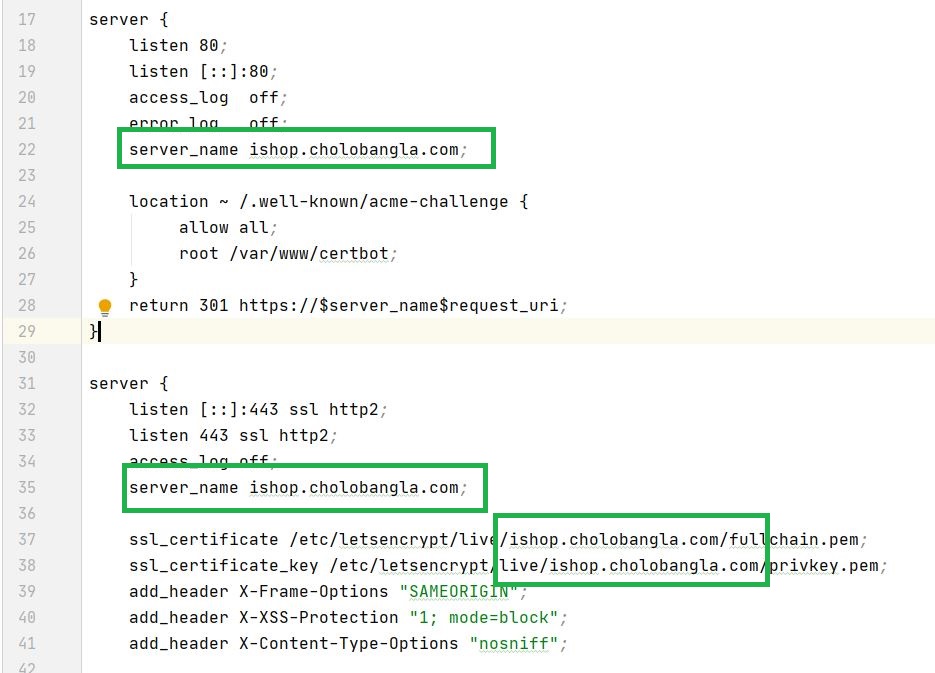 17 server {
18     listen 80;
19     listen [::]:80;
20     access_log  off;
21     error_log   off;
22     server_name ishop.cholobangla.com;
23
24     location ~ /.well-known/acme-challenge {
25          allow all;
26          root /var/www/certbot;
27     }
28     return 301 https://$server_name$request_uri;
29 }
30
31 server {
32     listen [::]:443 ssl http2;
33     listen 443 ssl http2;
34     access_log off;
35     server_name ishop.cholobangla.com;
36
37     ssl_certificate /etc/letsencrypt/live/ishop.cholobangla.com/fullchain.pem;
38     ssl_certificate_key /etc/letsencrypt/live/ishop.cholobangla.com/privkey.pem;
39     add_header X-Frame-Options "SAMEORIGIN";
40     add_header X-XSS-Protection "1; mode=block";
41     add_header X-Content-Type-Options "nosniff";
42